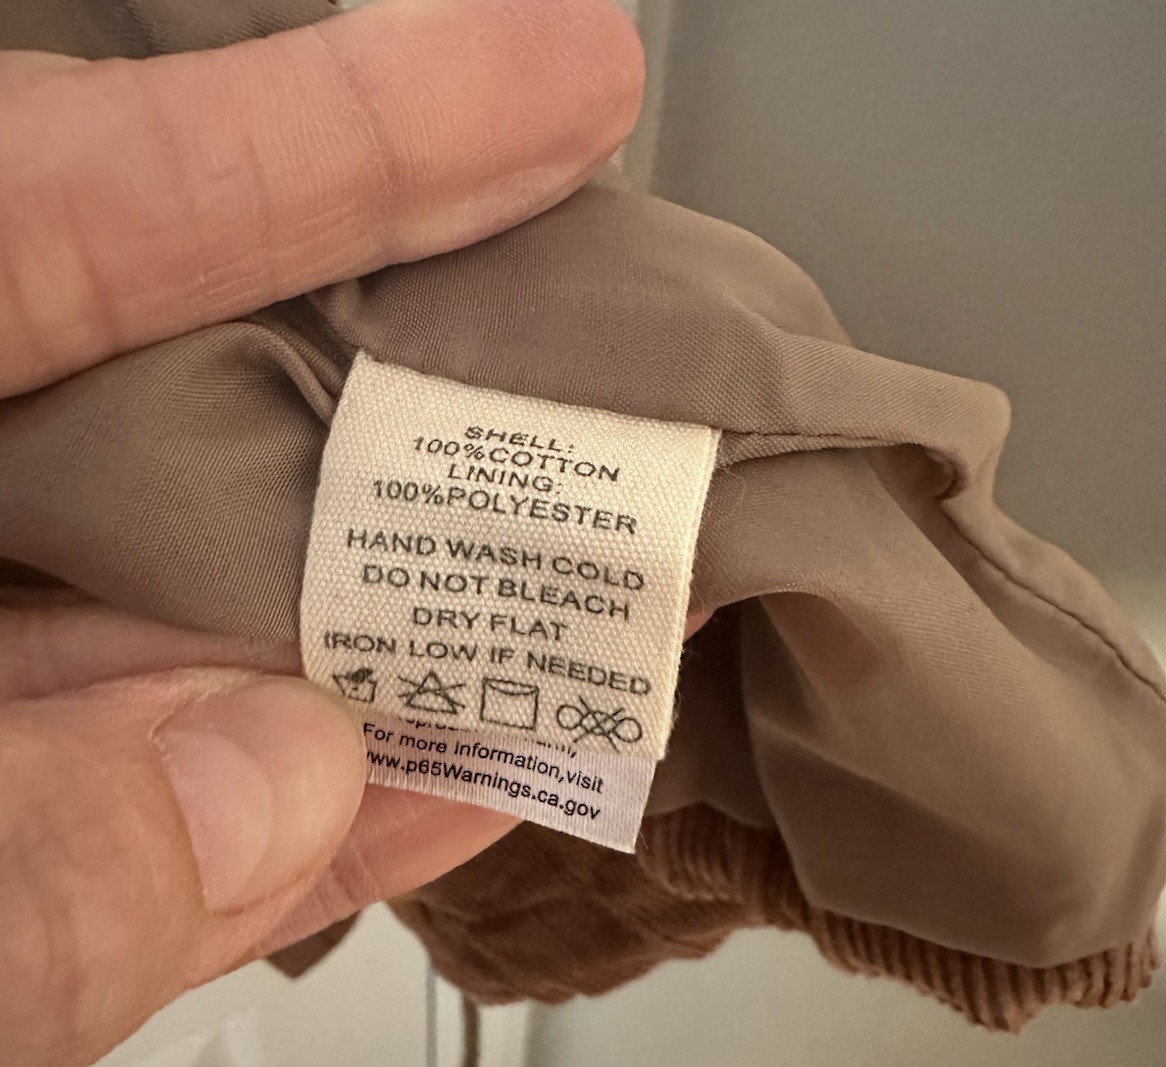 SHELL:
100%COTTON
LINING:
100%POLYESTER
HAND WASH COLD
DO NOT BLEACH
DRY FLAT
IRON LOW IF NEEDED
For more information,visit
www.p65Warnings.ca.gov